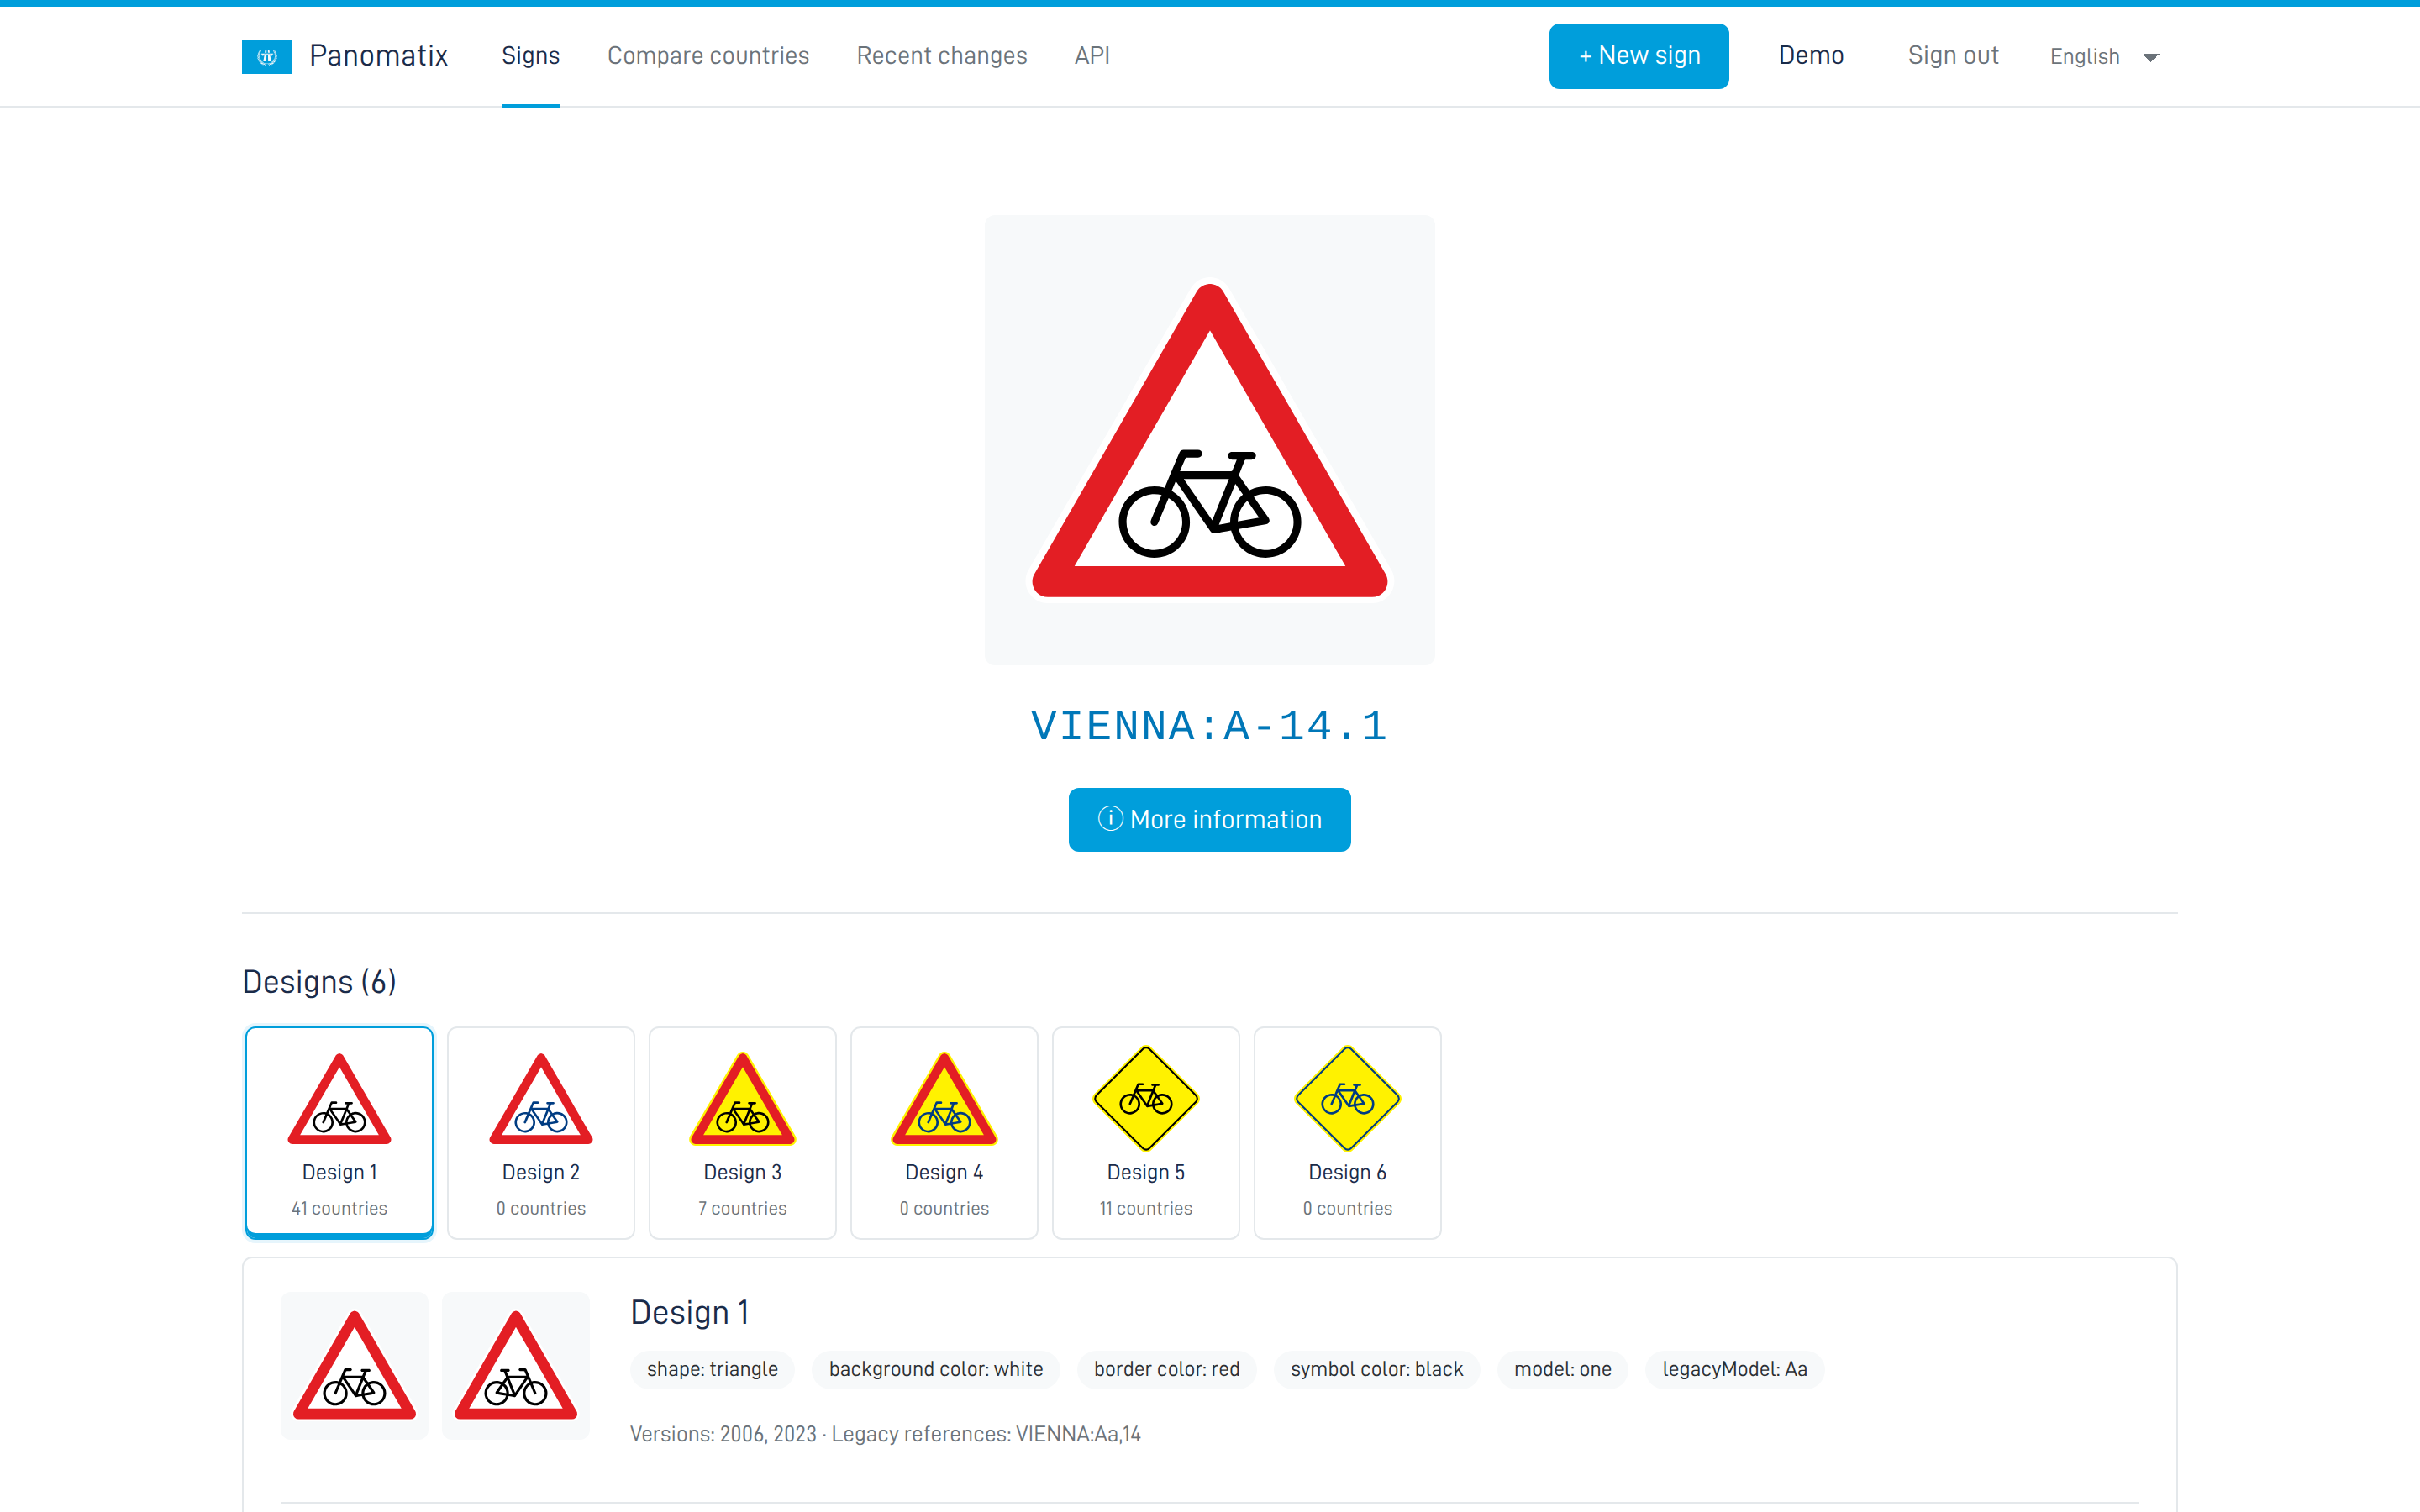 Panomatix Signs Compare countries Recent changes API + New sign Demo Sign out English
VIENNA:A-14.1
ⓘ More information
Designs (6)
Design 1 Design 2 Design 3 Design 4 Design 5 Design 6
41 countries 0 countries 7 countries 0 countries 11 countries 0 countries
Design 1
shape: triangle background color: white border color: red symbol color: black model: one legacyModel: Aa
Versions: 2006, 2023 · Legacy references: VIENNA:Aa,14